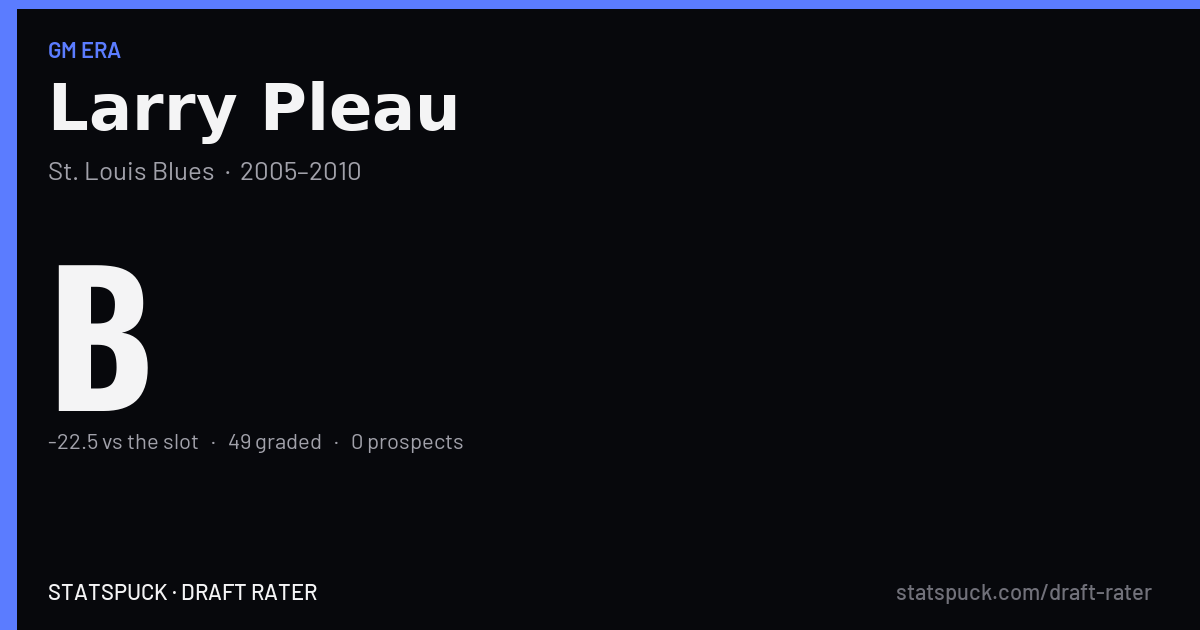 GM ERA
Larry Pleau
St. Louis Blues · 2005–2010
B
-22.5 vs the slot · 49 graded · 0 prospects
STATSPUCK · DRAFT RATER
statspuck.com/draft-rater